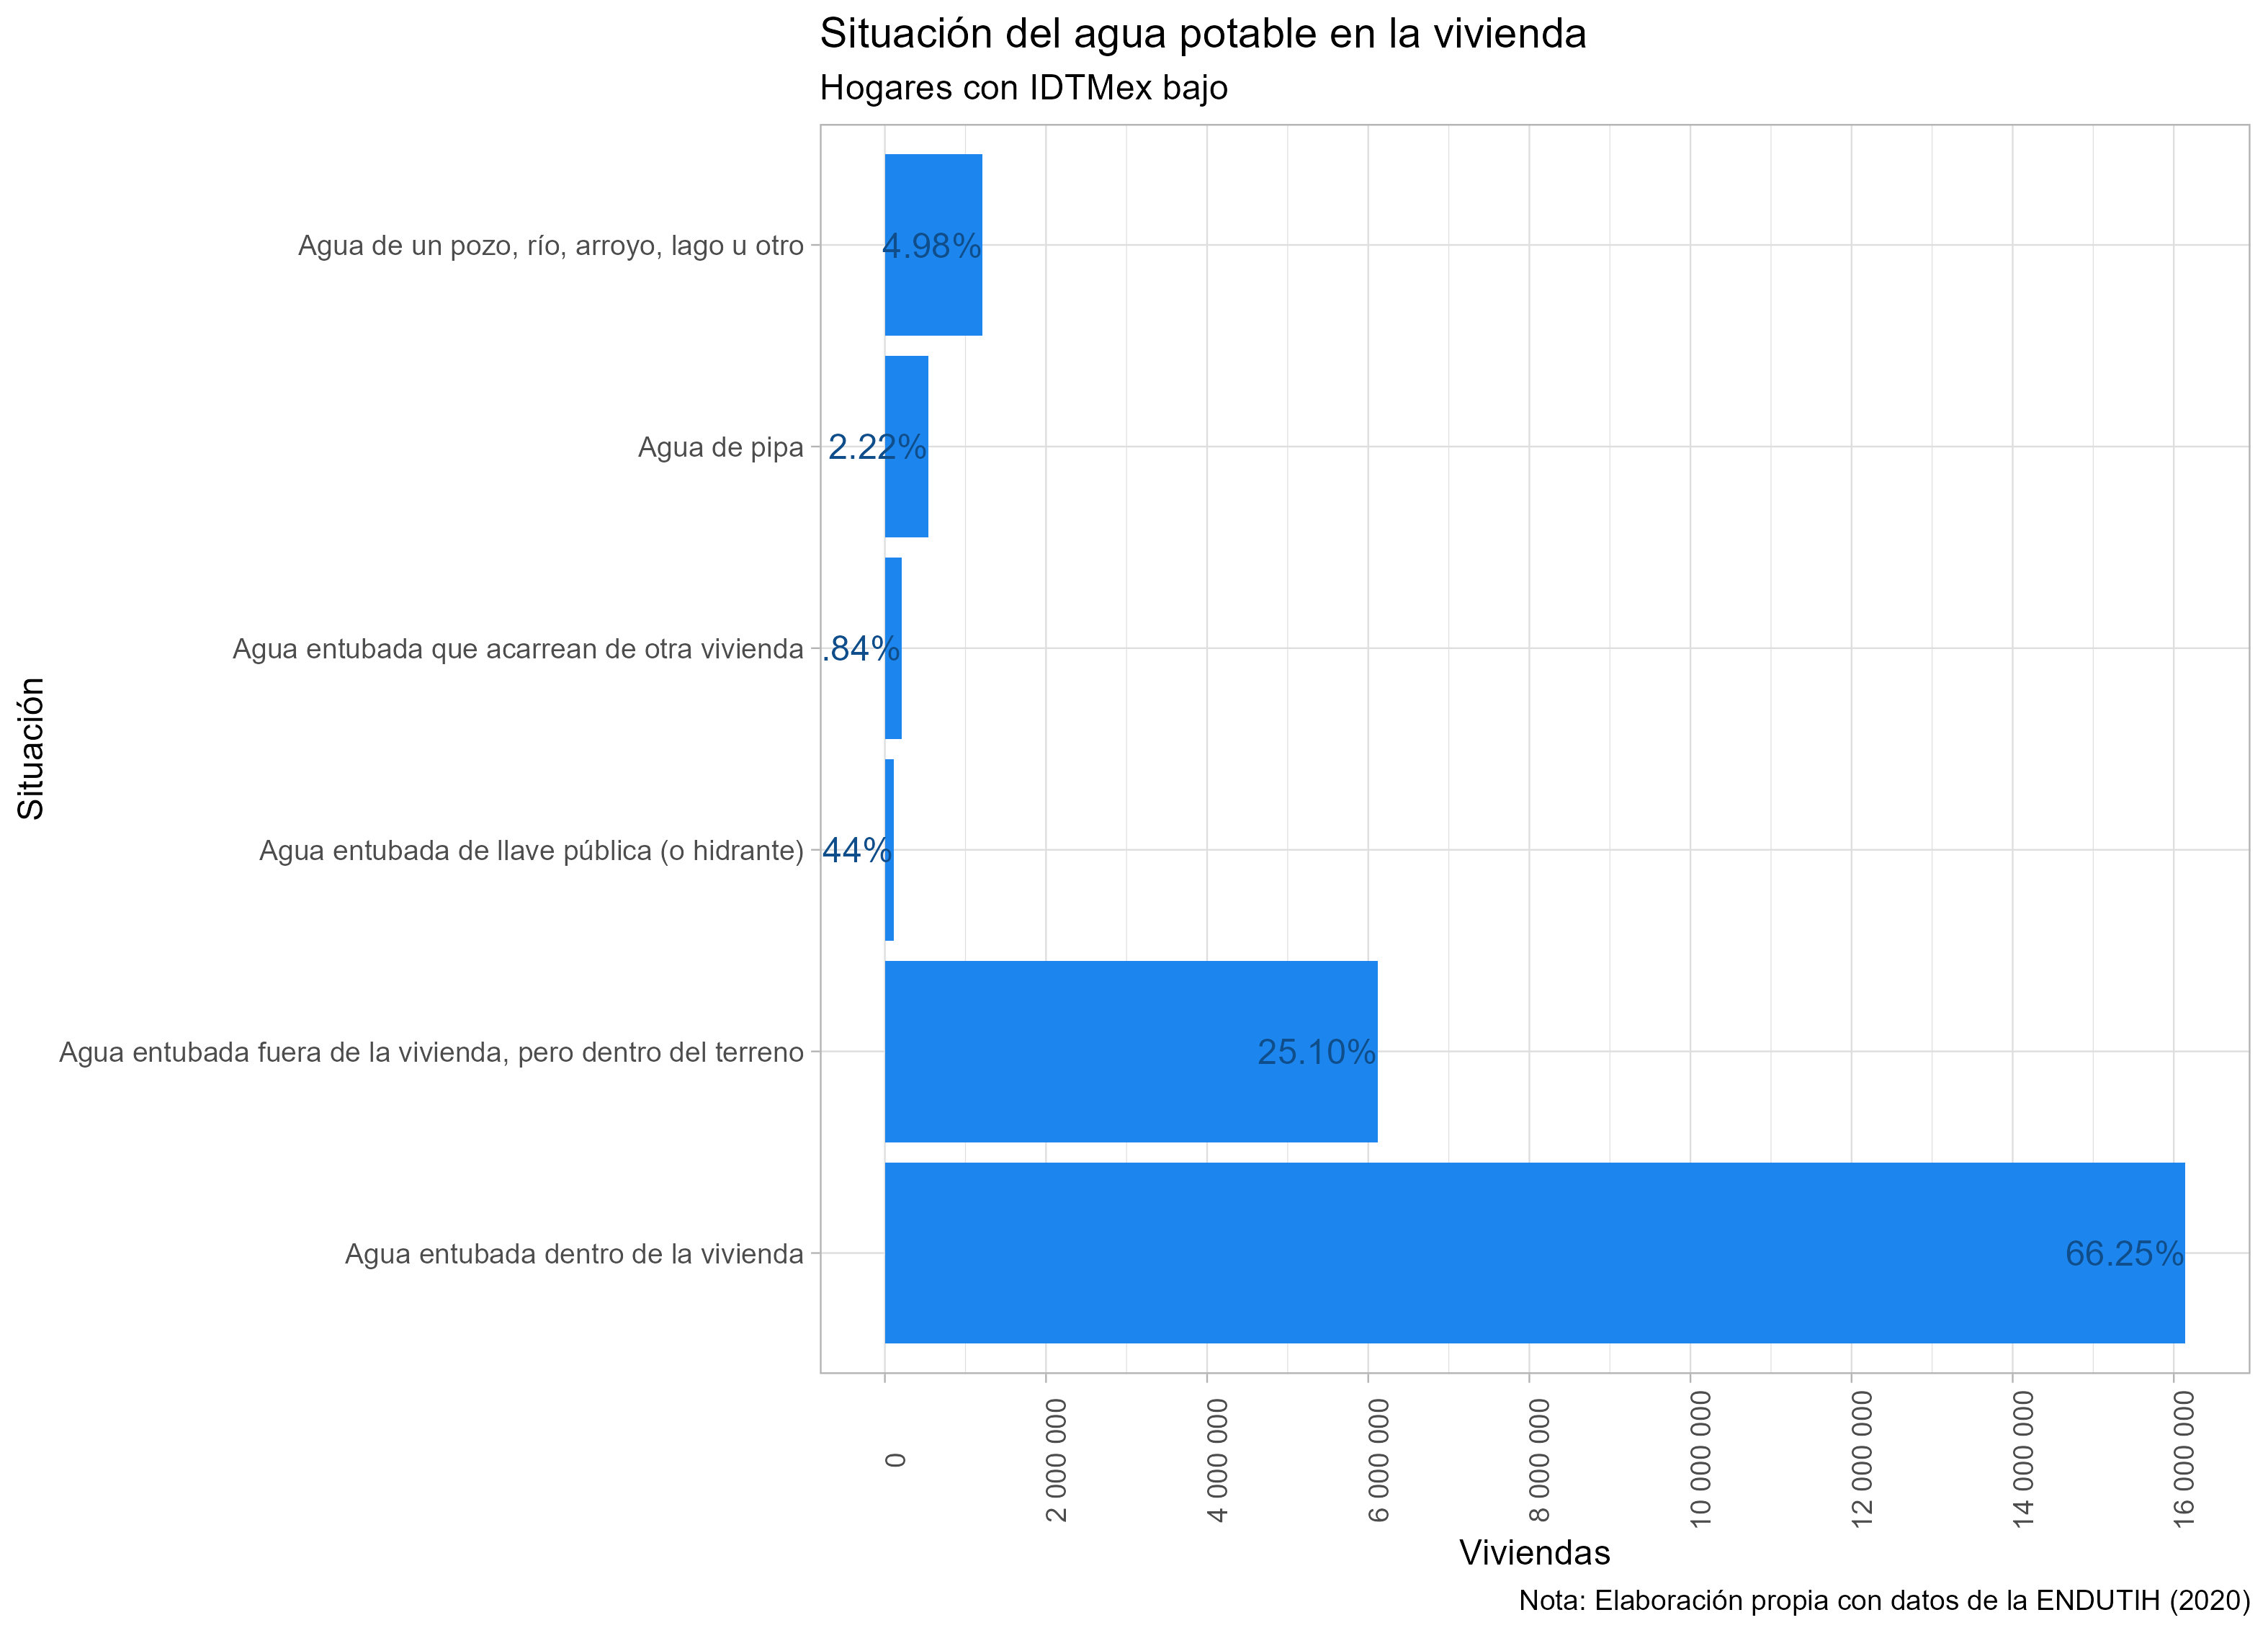 Situación del agua potable en la vivienda
Hogares con IDTMex bajo
Situación
Agua de un pozo, río, arroyo, lago u otro
4.98%
Agua de pipa
2.22%
Agua entubada que acarrean de otra vivienda
.84%
Agua entubada de llave pública (o hidrante)
44%
Agua entubada fuera de la vivienda, pero dentro del terreno
25.10%
Agua entubada dentro de la vivienda
66.25%
0
2 000 000
4 000 000
6 000 000
8 000 000
10 000 000
12 000 000
14 000 000
16 000 000
Viviendas
Nota: Elaboración propia con datos de la ENDUTIH (2020)